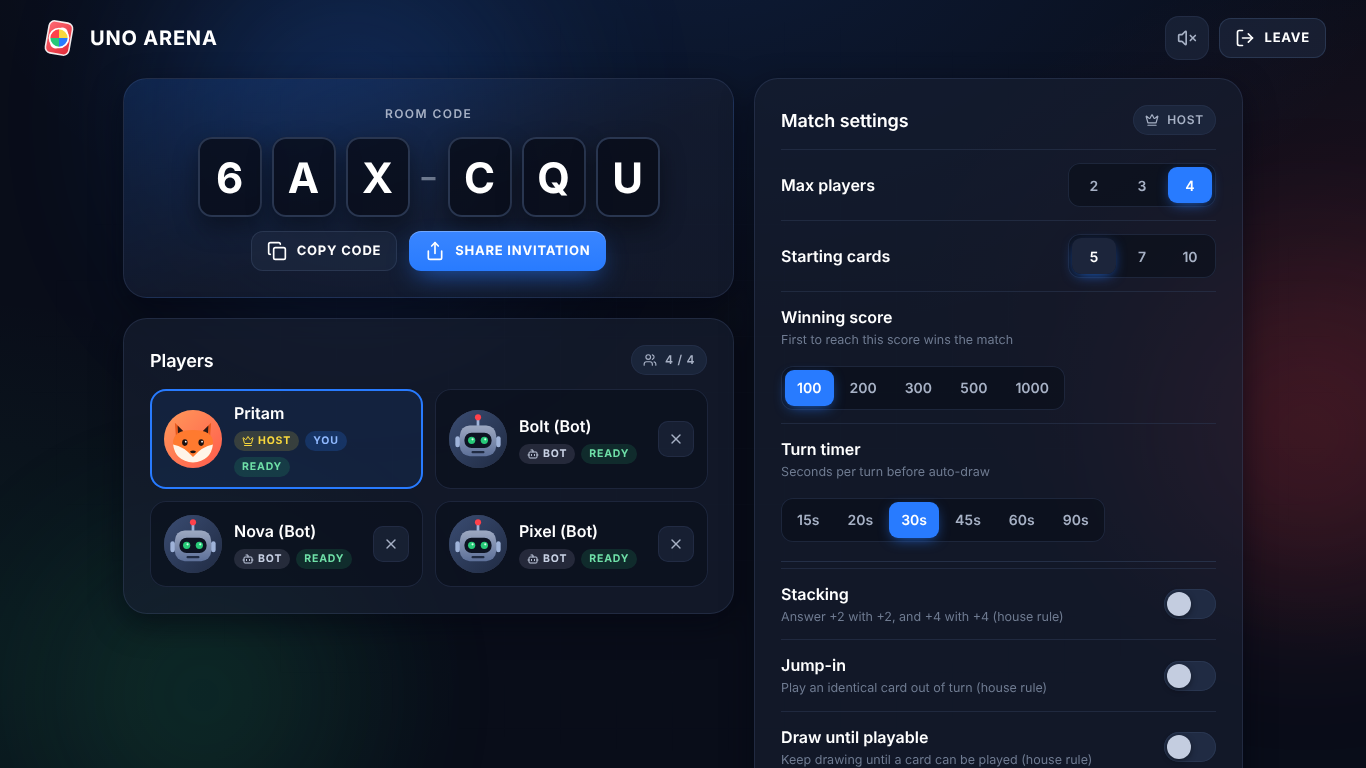 UNO ARENA
LEAVE
ROOM CODE
6 A X – C Q U
COPY CODE
SHARE INVITATION
Players
4 / 4
Pritam
HOST YOU
READY
Bolt (Bot)
BOT READY
Nova (Bot)
BOT READY
Pixel (Bot)
BOT READY
Match settings
HOST
Max players
2 3 4
Starting cards
5 7 10
Winning score
First to reach this score wins the match
100 200 300 500 1000
Turn timer
Seconds per turn before auto-draw
15s 20s 30s 45s 60s 90s
Stacking
Answer +2 with +2, and +4 with +4 (house rule)
Jump-in
Play an identical card out of turn (house rule)
Draw until playable
Keep drawing until a card can be played (house rule)